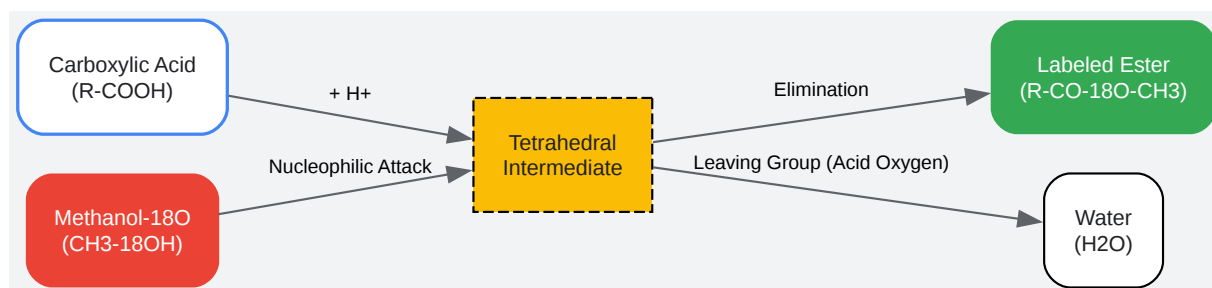 Carboxylic Acid
(R-COOH)
+ H+
Methanol-18O
(CH3-18OH)
Nucleophilic Attack
Tetrahedral
Intermediate
Elimination
Labeled Ester
(R-CO-18O-CH3)
Leaving Group (Acid Oxygen)
Water
(H2O)